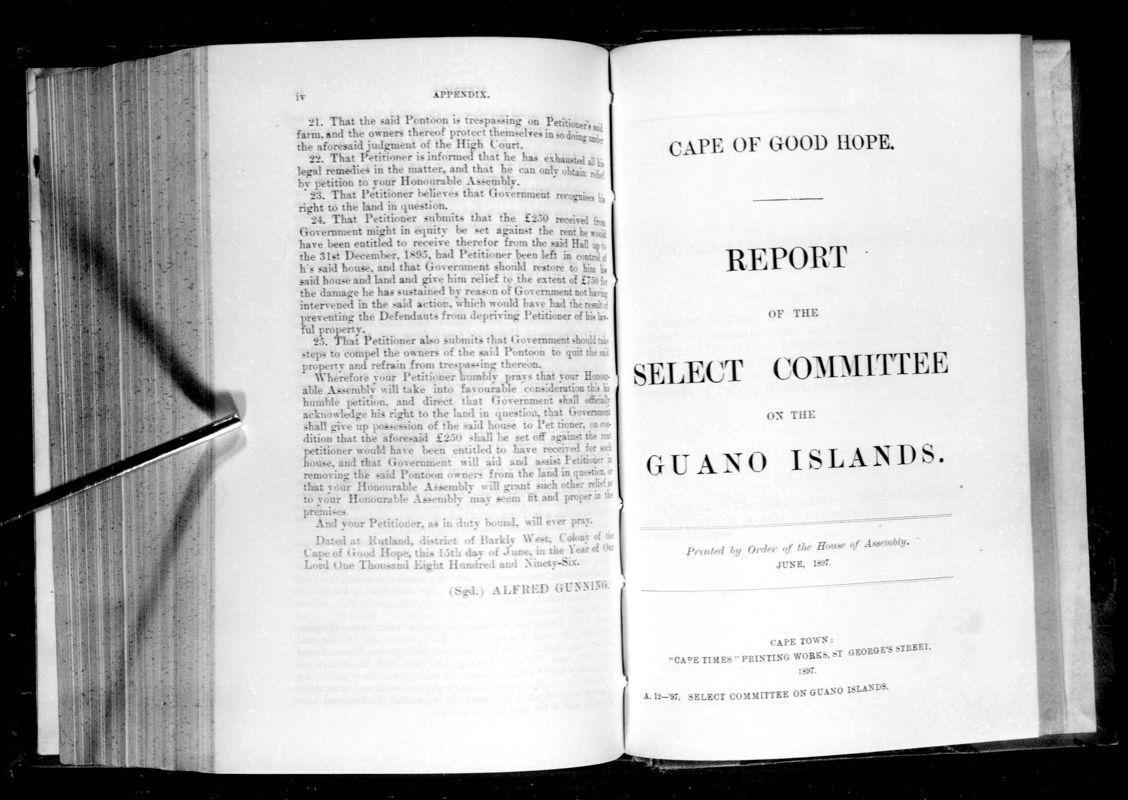 iv APPENDIX.
21. That the said Pontoon is trespassing on Petitioner's said
farm, and the owners thereof protect themselves in so doing under
the aforesaid judgment of the High Court.
22. That Petitioner is informed that he has exhausted all his
legal remedies in the matter, and that he can only obtain relief
by petition to your Honourable Assembly.
23. That Petitioner believes that Government recognises his
right to the land in question.
24. That Petitioner submits that the £250 received from
Government might in equity be set against the rent he would
have been entitled to receive therefor from the said Hall up to
the 31st December, 1895, had Petitioner been left in control of
h's said house, and that Government should restore to him his
said house and land and give him relief to the extent of £750 for
the damage he has sustained by reason of Government not having
intervened in the said action, which would have had the result of
preventing the Defendants from depriving Petitioner of his law-
ful property.
25. That Petitioner also submits that Government should take
steps to compel the owners of the said Pontoon to quit the said
property and refrain from trespassing thereon.
Wherefore your Petitioner humbly prays that your Honour-
able Assembly will take into favourable consideration this his
humble petition, and direct that Government shall officially
acknowledge his right to the land in question, that Government
shall give up possession of the said house to Pet tioner, on con-
dition that the aforesaid £250 shall be set off against the rent
petitioner would have been entitled to have received for such
house, and that Government will aid and assist Petitioner in
removing the said Pontoon owners from the land in question, or
that your Honourable Assembly will grant such other relief as
to your Honourable Assembly may seem fit and proper in the
premises.
And your Petitioner, as in duty bound, will ever pray.
Dated at Rutland, district of Barkly West, Colony of the
Cape of Good Hope, this 15th day of June, in the Year of Our
Lord One Thousand Eight Hundred and Ninety-Six.
(Sgd.) ALFRED GUNNING.
CAPE OF GOOD HOPE.
REPORT
OF THE
SELECT COMMITTEE
ON THE
GUANO ISLANDS.
Printed by Order of the House of Assembly.
JUNE, 1897.
CAPE TOWN:
"CAPE TIMES" PRINTING WORKS, ST GEORGE'S STREET.
1897.
A. 12—'97. SELECT COMMITTEE ON GUANO ISLANDS.